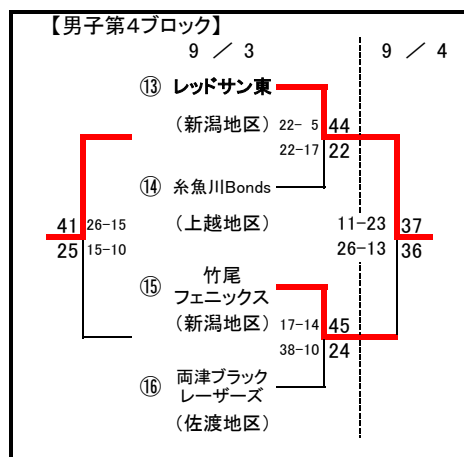 【男子第4ブロック】
9 ／ 3
9 ／ 4
⑬ レッドサン東
(新潟地区) 22- 5 44
22-17 22
⑭ 糸魚川Bonds
(上越地区)
41 26-15
25 15-10
11-23 37
26-13 36
⑮ 竹尾
フェニックス
(新潟地区) 17-14 45
38-10 24
⑯ 両津ブラック
レーザーズ
(佐渡地区)